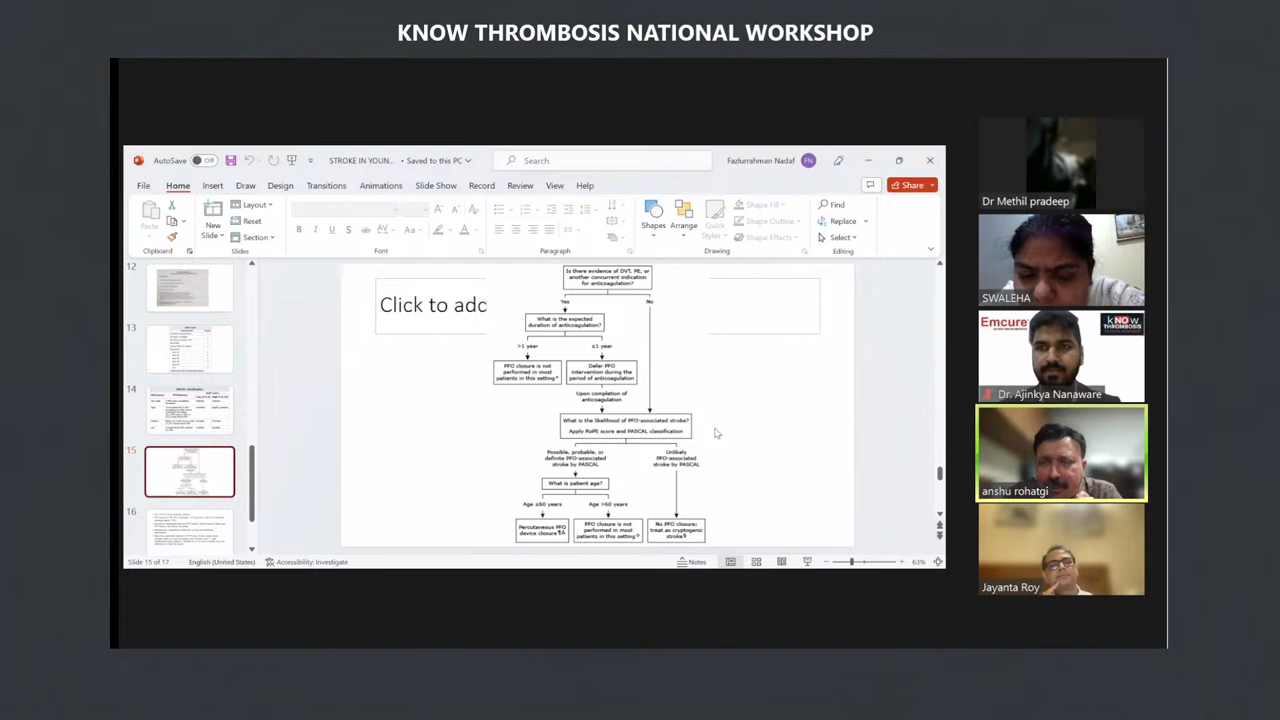 KNOW THROMBOSIS NATIONAL WORKSHOP
AutoSave
Off
STROKE IN YOUN... • Saved to this PC
Search
Fazlurrahman Nadaf
FN
File
Home
Insert
Draw
Design
Transitions
Animations
Slide Show
Record
Review
View
Help
Share
Paste
New
Slide
Layout
Reset
Section
Shapes
Arrange
Quick
Styles
Shape Fill
Shape Outline
Shape Effects
Find
Replace
Select
Clipboard
Slides
Font
Paragraph
Drawing
Editing
12
13
14
15
16
Click to add
Is there evidence of DVT, PE, or
another concurrent indication
for anticoagulation?
Yes
No
What is the expected
duration of anticoagulation?
>1 year
≤1 year
PFO closure is not
performed in most
patients in this setting*
Defer PFO
intervention during the
period of anticoagulation
Upon completion of
anticoagulation
What is the likelihood of PFO-associated stroke?
Apply RoPE score and PASCAL classification
Possible, probable, or
definite PFO-associated
stroke by PASCAL
Unlikely
PFO-associated
stroke by PASCAL
What is patient age?
Age ≤60 years
Age >60 years
Percutaneous PFO
device closure
PFO closure is not
performed in most
patients in this setting
No PFO closure;
treat as cryptogenic
stroke
Slide 15 of 17
English (United States)
Accessibility: Investigate
Notes
63%
Dr Methil pradeep
SWALEHA
Emcure
kNOW
THROMBOSIS
Dr. Ajinkya Nanaware
anshu rohatgi
Jayanta Roy